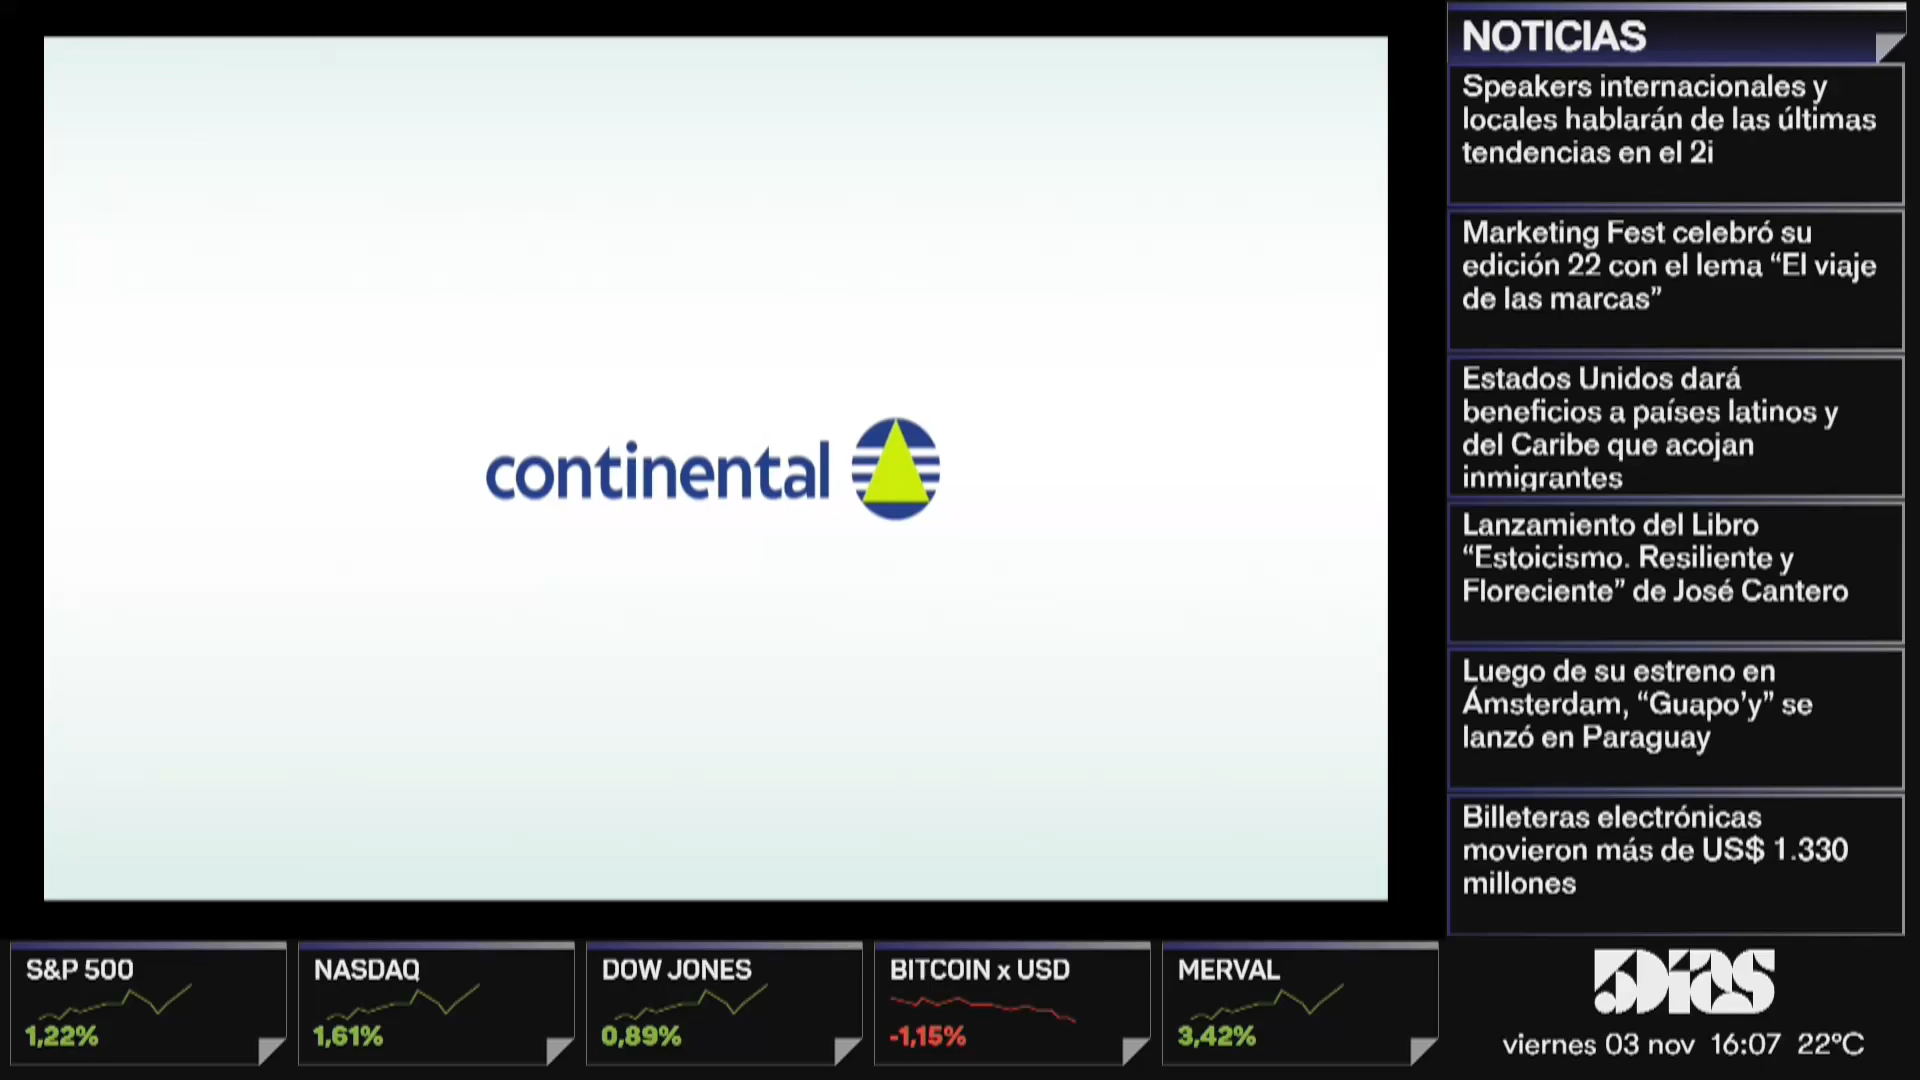 continental
NOTICIAS
Speakers internacionales y
locales hablarán de las últimas
tendencias en el 2i
Marketing Fest celebró su
edición 22 con el lema “El viaje
de las marcas”
Estados Unidos dará
beneficios a países latinos y
del Caribe que acojan
inmigrantes
Lanzamiento del Libro
“Estoicismo. Resiliente y
Floreciente” de José Cantero
Luego de su estreno en
Ámsterdam, “Guapo’y” se
lanzó en Paraguay
Billeteras electrónicas
movieron más de US$ 1.330
millones
S&P 500
1,22%
NASDAQ
1,61%
DOW JONES
0,89%
BITCOIN x USD
-1,15%
MERVAL
3,42%
5DIAS
viernes 03 nov 16:07 22°C